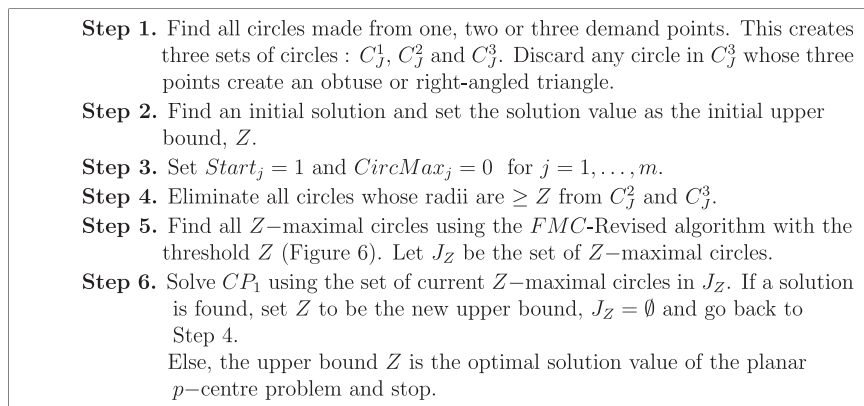 Step 1. Find all circles made from one, two or three demand points. This creates
three sets of circles : $C_J^1$, $C_J^2$ and $C_J^3$. Discard any circle in $C_J^3$ whose three
points create an obtuse or right-angled triangle.
Step 2. Find an initial solution and set the solution value as the initial upper
bound, $Z$.
Step 3. Set $Start_j = 1$ and $CircMax_j = 0$ for $j = 1, \ldots, m$.
Step 4. Eliminate all circles whose radii are $\geq Z$ from $C_J^2$ and $C_J^3$.
Step 5. Find all $Z-$maximal circles using the $FMC$-Revised algorithm with the
threshold $Z$ (Figure 6). Let $J_Z$ be the set of $Z-$maximal circles.
Step 6. Solve $CP_1$ using the set of current $Z-$maximal circles in $J_Z$. If a solution
is found, set $Z$ to be the new upper bound, $J_Z = \emptyset$ and go back to
Step 4.
Else, the upper bound $Z$ is the optimal solution value of the planar
$p-$centre problem and stop.